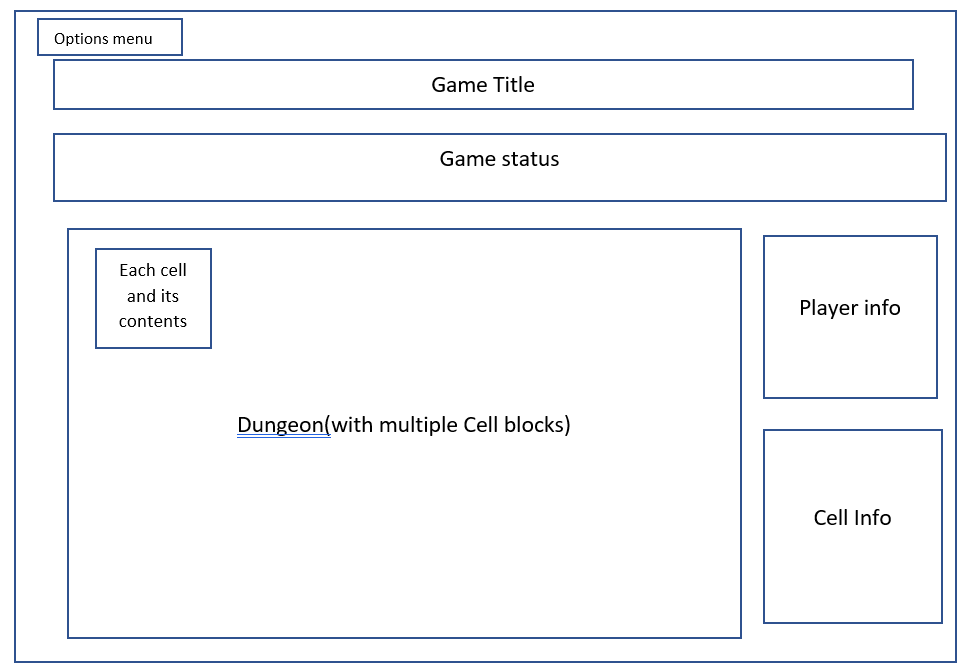 Options menu
Game Title
Game status
Each cell
and its
contents
Dungeon(with multiple Cell blocks)
Player info
Cell Info